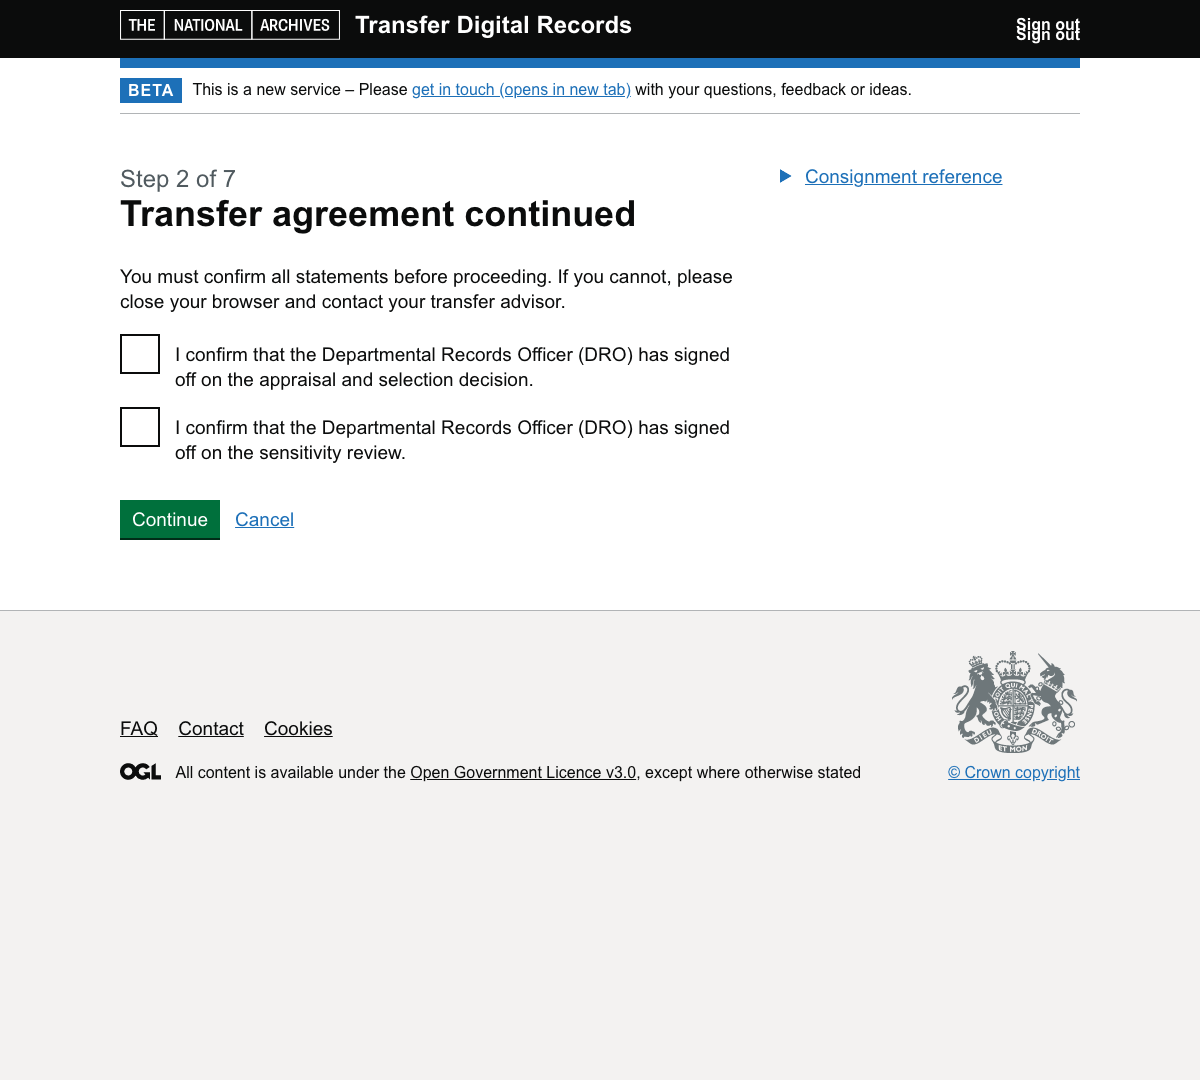 THE NATIONAL ARCHIVES Transfer Digital Records Sign out
Sign out
BETA This is a new service – Please get in touch (opens in new tab) with your questions, feedback or ideas.
Step 2 of 7
Transfer agreement continued
Consignment reference
You must confirm all statements before proceeding. If you cannot, please
close your browser and contact your transfer advisor.
I confirm that the Departmental Records Officer (DRO) has signed
off on the appraisal and selection decision.
I confirm that the Departmental Records Officer (DRO) has signed
off on the sensitivity review.
Continue Cancel
DIEU ET MON DROIT
FAQ Contact Cookies
OGL All content is available under the Open Government Licence v3.0, except where otherwise stated
© Crown copyright